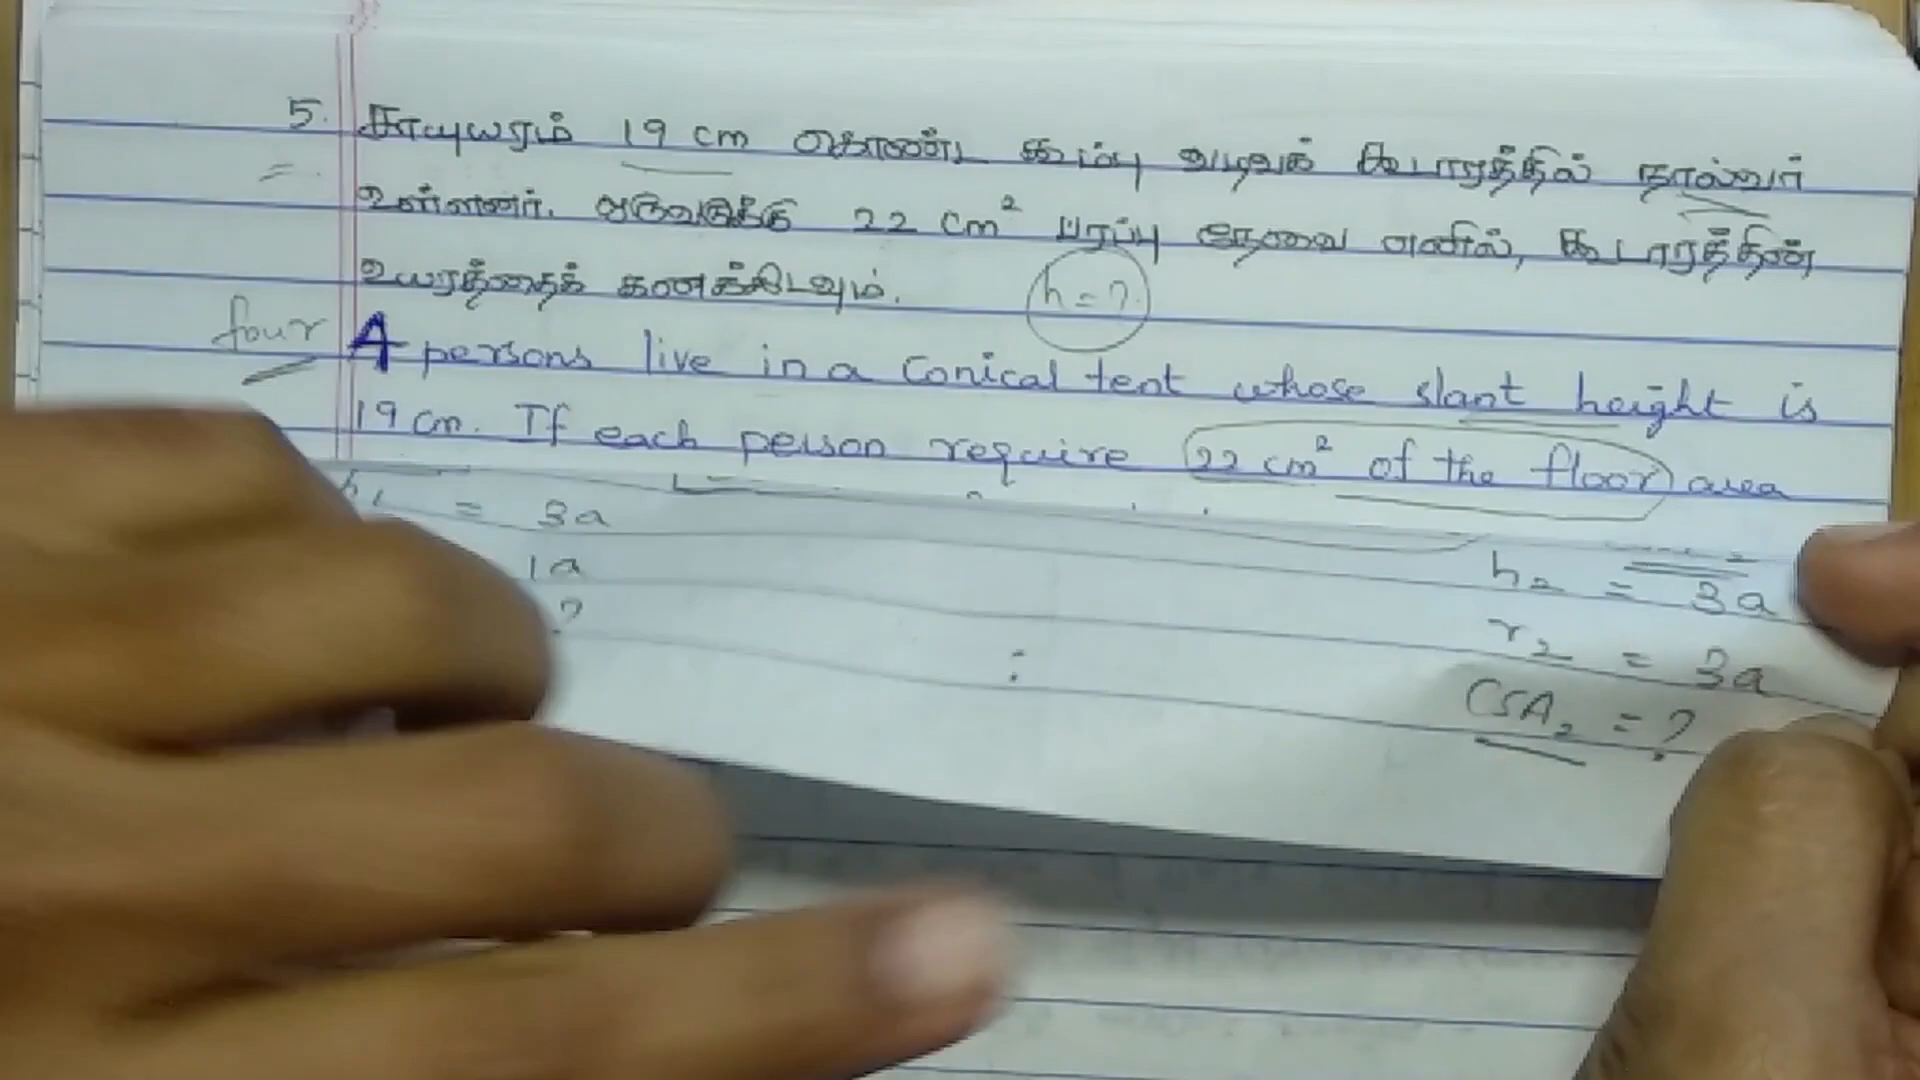 5. சாயுயரம் 19 cm கொண்ட கூம்பு வடிவக் கூடாரத்தில் நால்வர்
உள்ளனர். ஒருவருக்கு 22 cm² பரப்பு தேவை எனில், கூடாரத்தின்
உயரத்தைக் கணக்கிடவும். h = ?
four A persons live in a Conical tent whose slant height is
19 cm. If each person require 22 cm² of the floor area
h₁ = 3a
h₂ = 3a
1a
r₂ = 3a
?
:
CSA₂ = ?